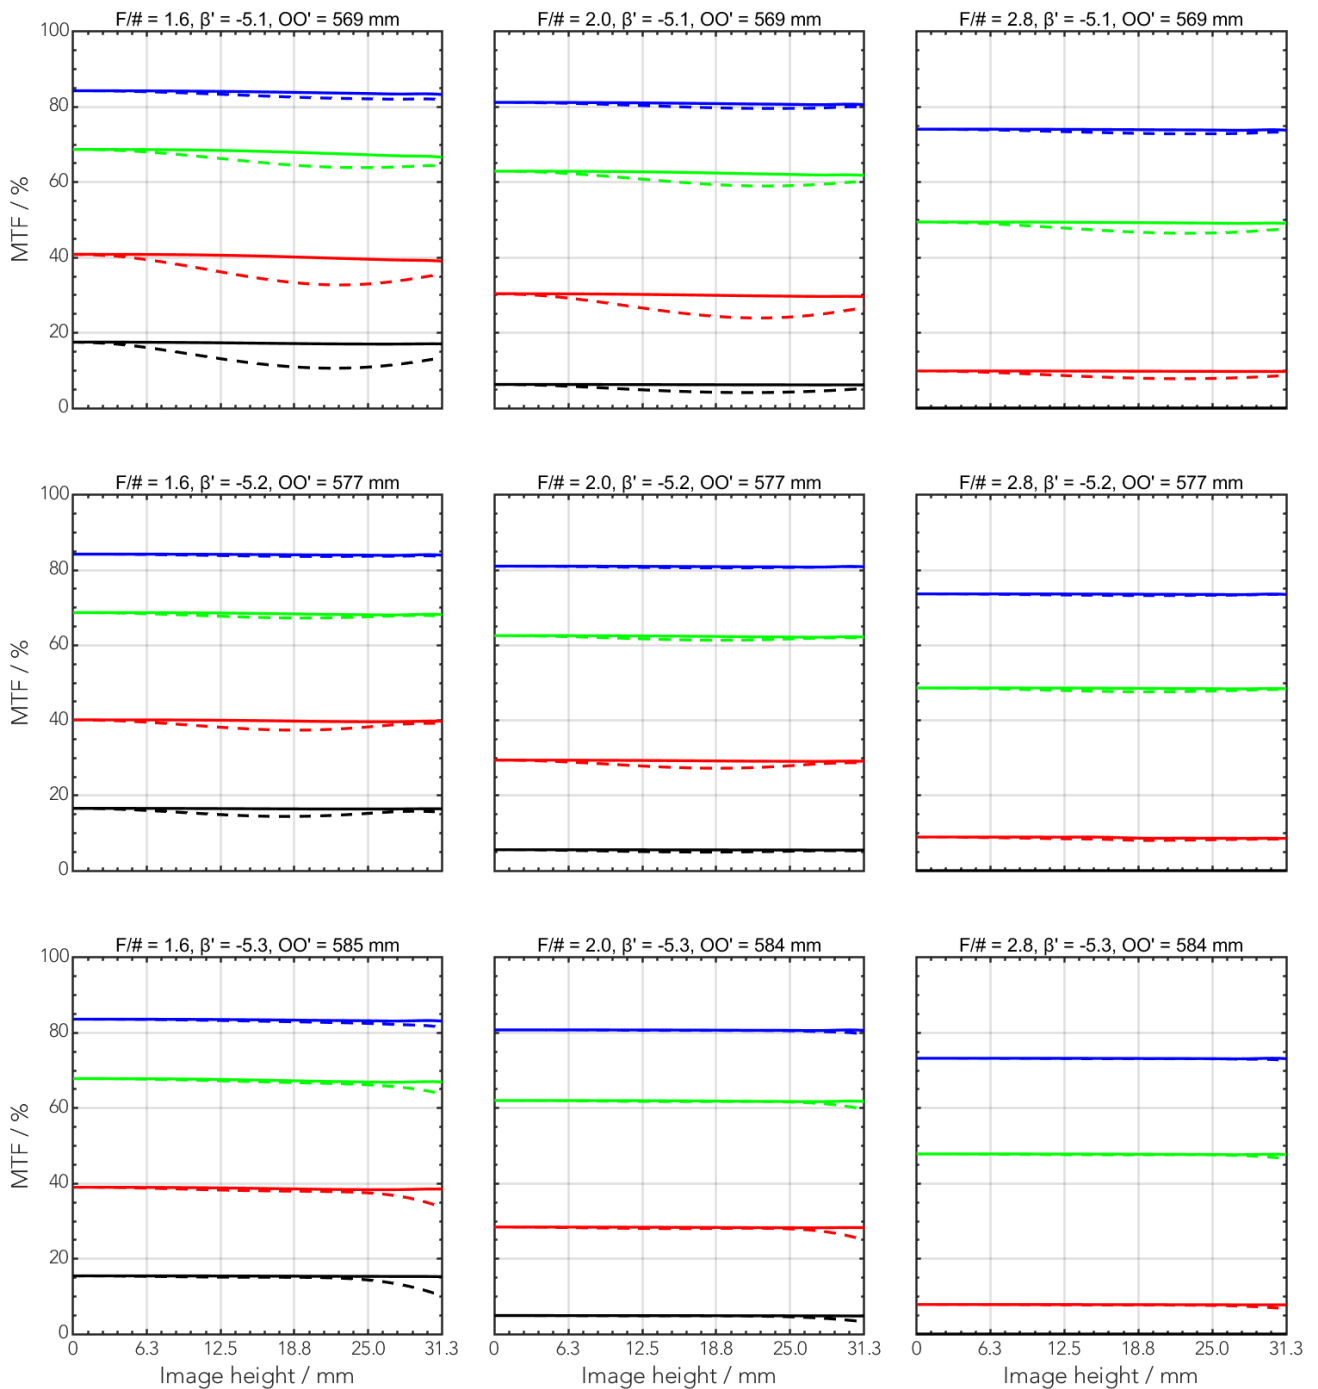 F/# = 1.6, β' = -5.1, OO' = 569 mm
F/# = 2.0, β' = -5.1, OO' = 569 mm
F/# = 2.8, β' = -5.1, OO' = 569 mm
100
80
60
40
20
0
MTF / %
F/# = 1.6, β' = -5.2, OO' = 577 mm
F/# = 2.0, β' = -5.2, OO' = 577 mm
F/# = 2.8, β' = -5.2, OO' = 577 mm
100
80
60
40
20
0
MTF / %
F/# = 1.6, β' = -5.3, OO' = 585 mm
F/# = 2.0, β' = -5.3, OO' = 584 mm
F/# = 2.8, β' = -5.3, OO' = 584 mm
100
80
60
40
20
0
MTF / %
0 6.3 12.5 18.8 25.0 31.3
0 6.3 12.5 18.8 25.0 31.3
0 6.3 12.5 18.8 25.0 31.3
Image height / mm
Image height / mm
Image height / mm